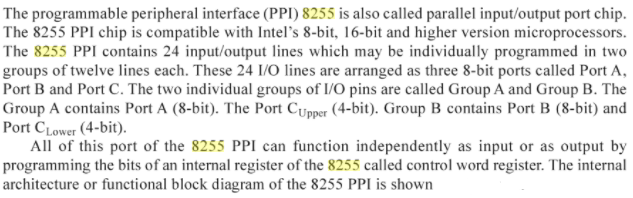 The programmable peripheral interface (PPI) 8255 is also called parallel input/output port chip.
The 8255 PPI chip is compatible with Intel's 8-bit, 16-bit and higher version microprocessors.
The 8255 PPI contains 24 input/output lines which may be individually programmed in two
groups of twelve lines each. These 24 I/O lines are arranged as three 8-bit ports called Port A,
Port B and Port C. The two individual groups of I/O pins are called Group A and Group B. The
Group A contains Port A (8-bit). The Port CUpper (4-bit). Group B contains Port B (8-bit) and
Port CLower (4-bit).
All of this port of the 8255 PPI can function independently as input or as output by
programming the bits of an internal register of the 8255 called control word register. The internal
architecture or functional block diagram of the 8255 PPI is shown